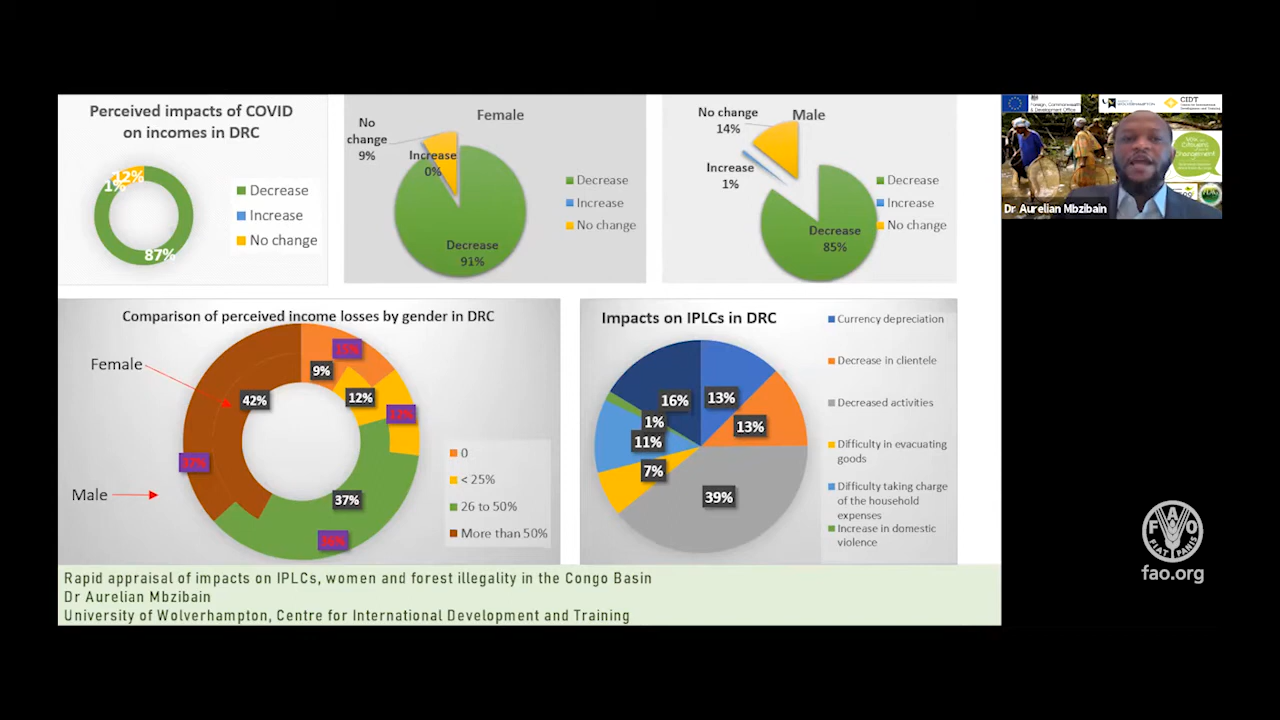 Perceived impacts of COVID
on incomes in DRC
12%
1%
87%
Decrease
Increase
No change
Female
No
change
9%
Increase
0%
Decrease
91%
Decrease
Increase
No change
Male
No change
14%
Increase
1%
Decrease
85%
Decrease
Increase
No change
Comparison of perceived income losses by gender in DRC
Female
Male
9%
12%
42%
37%
0
< 25%
26 to 50%
More than 50%
Impacts on IPLCs in DRC
16%
13%
13%
1%
11%
7%
39%
Currency depreciation
Decrease in clientele
Decreased activities
Difficulty in evacuating
goods
Difficulty taking charge
of the household
expenses
Increase in domestic
violence
Rapid appraisal of impacts on IPLCs, women and forest illegality in the Congo Basin
Dr Aurelian Mbzibain
University of Wolverhampton, Centre for International Development and Training
CIDT
Dr Aurelian Mbzibain
FAO
FIAT PANIS
fao.org